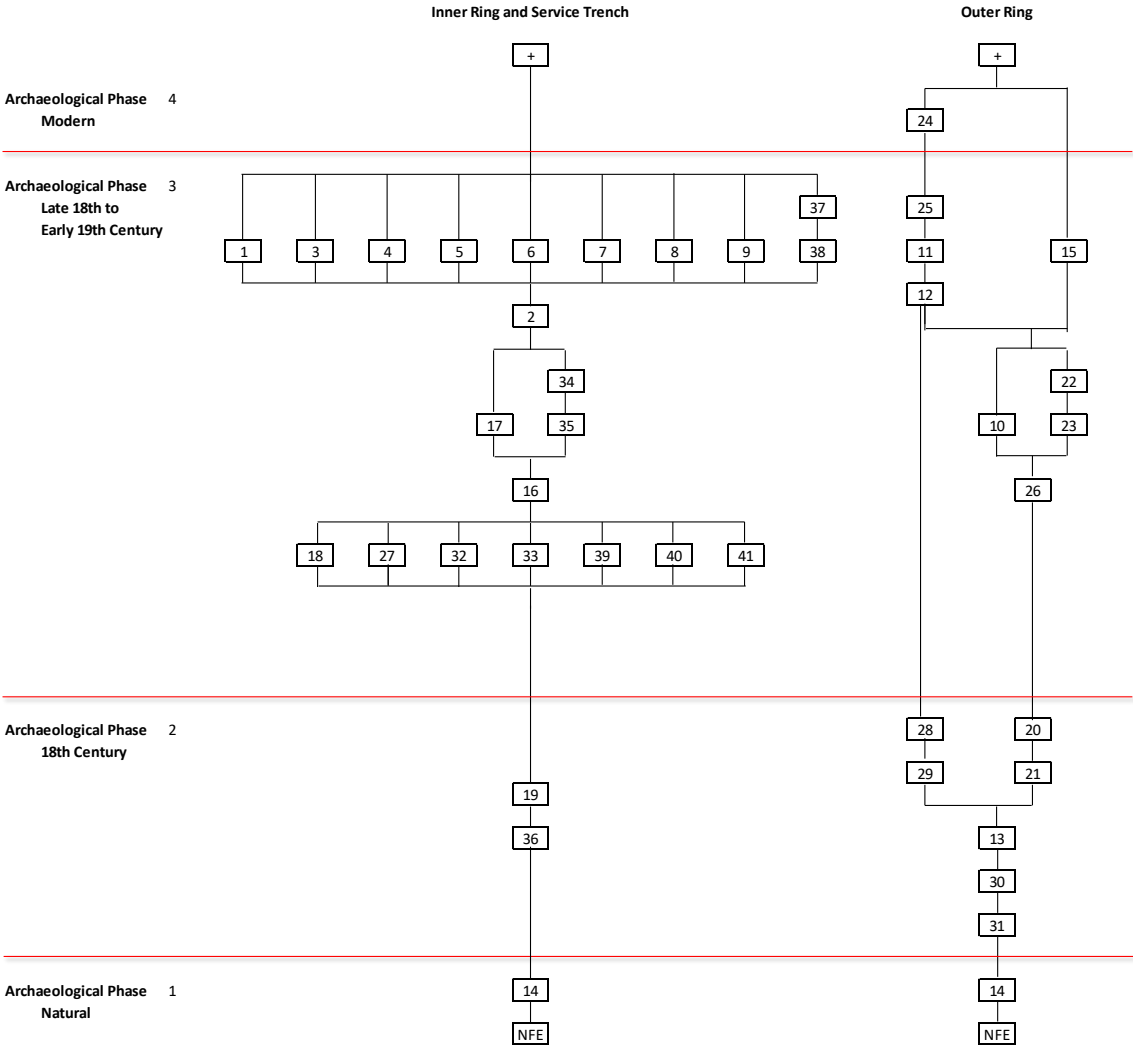 Inner Ring and Service Trench Outer Ring
+ +
Archaeological Phase 4
Modern
24
Archaeological Phase 3
Late 18th to
Early 19th Century
37 25
1 3 4 5 6 7 8 9 38 11 15
12
2
34 22
17 35 10 23
16 26
18 27 32 33 39 40 41
Archaeological Phase 2
18th Century
28 20
29 21
19
36 13
30
31
Archaeological Phase 1
Natural
14 14
NFE NFE